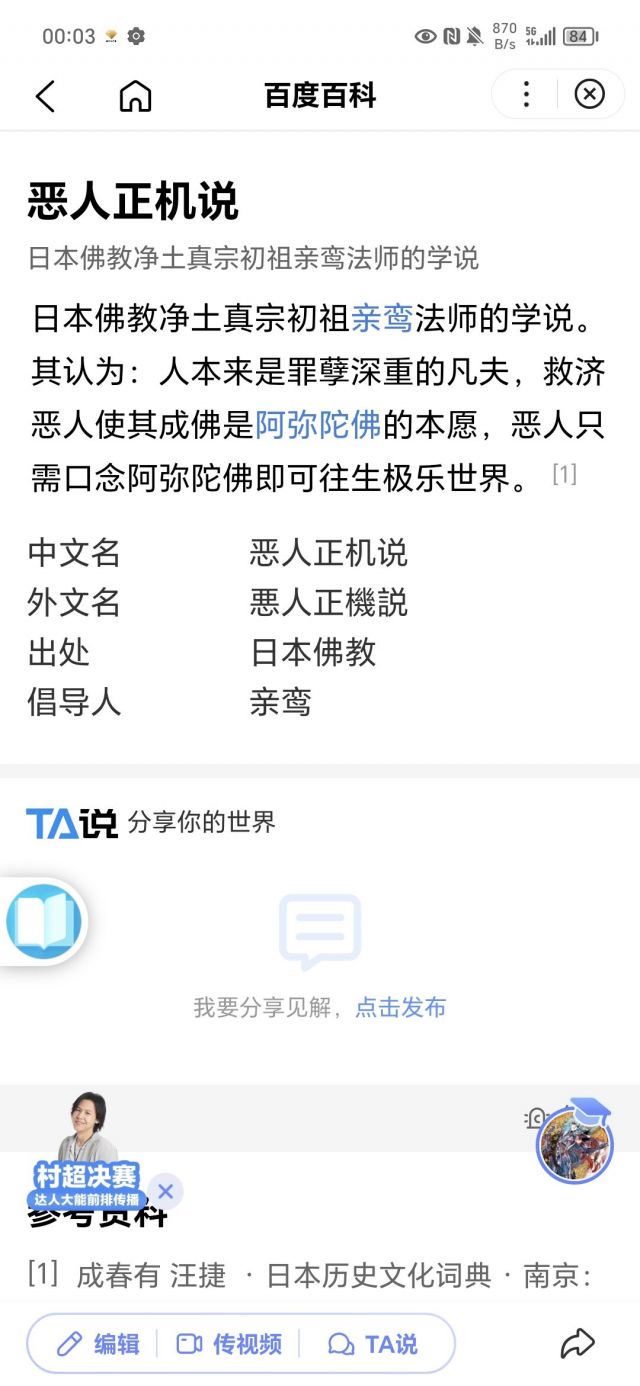 00:03
870
B/s
5G
84
百度百科
恶人正机说
日本佛教净土真宗初祖亲鸾法师的学说
日本佛教净土真宗初祖亲鸾法师的学说。
其认为：人本来是罪孽深重的凡夫，救济
恶人使其成佛是阿弥陀佛的本愿，恶人只
需口念阿弥陀佛即可往生极乐世界。 [1]
中文名 恶人正机说
外文名 悪人正機説
出处 日本佛教
倡导人 亲鸾
TA说 分享你的世界
我要分享见解，点击发布
村超决赛
达人大能前排传播
参考资料
[1] 成春有 汪捷 · 日本历史文化词典 · 南京：
编辑 传视频 TA说